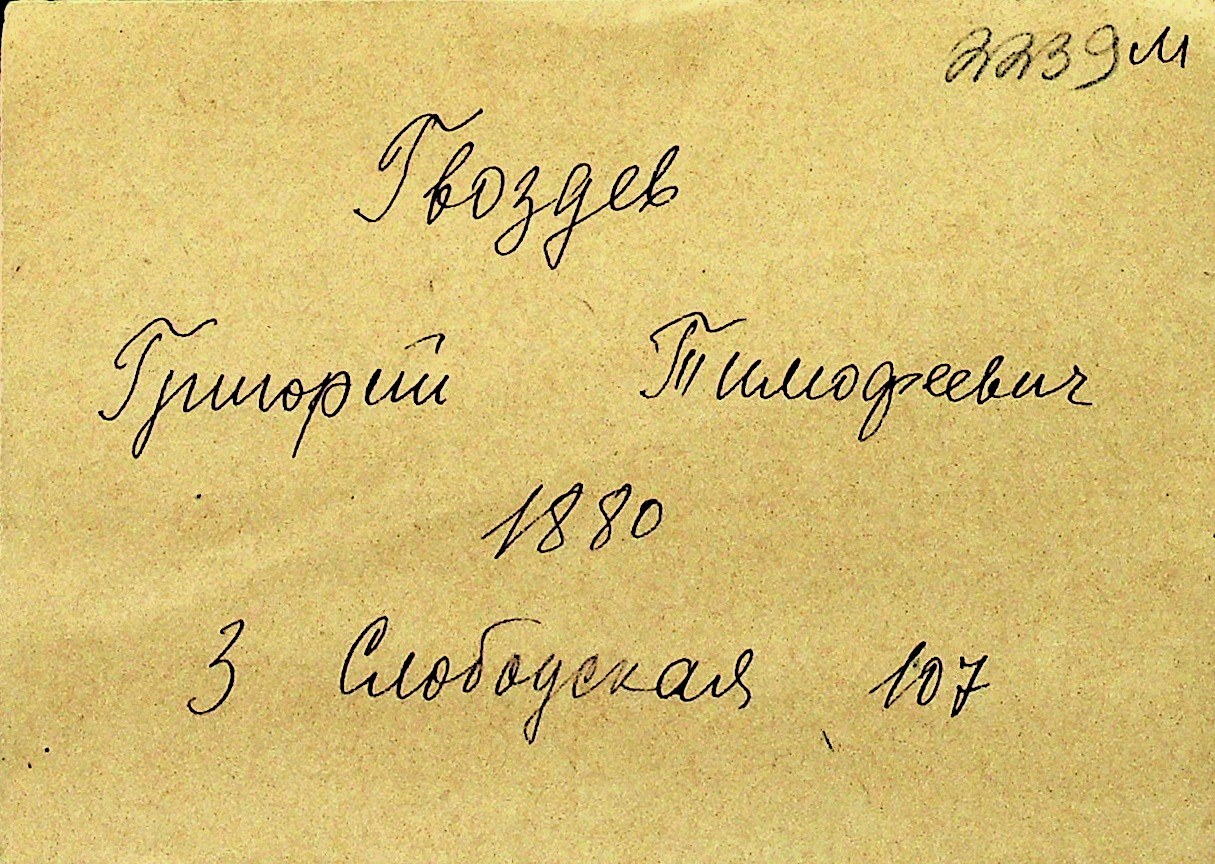 2239м
Гвоздев
Григорий Тимофеевич
1880
3 Слободская 107